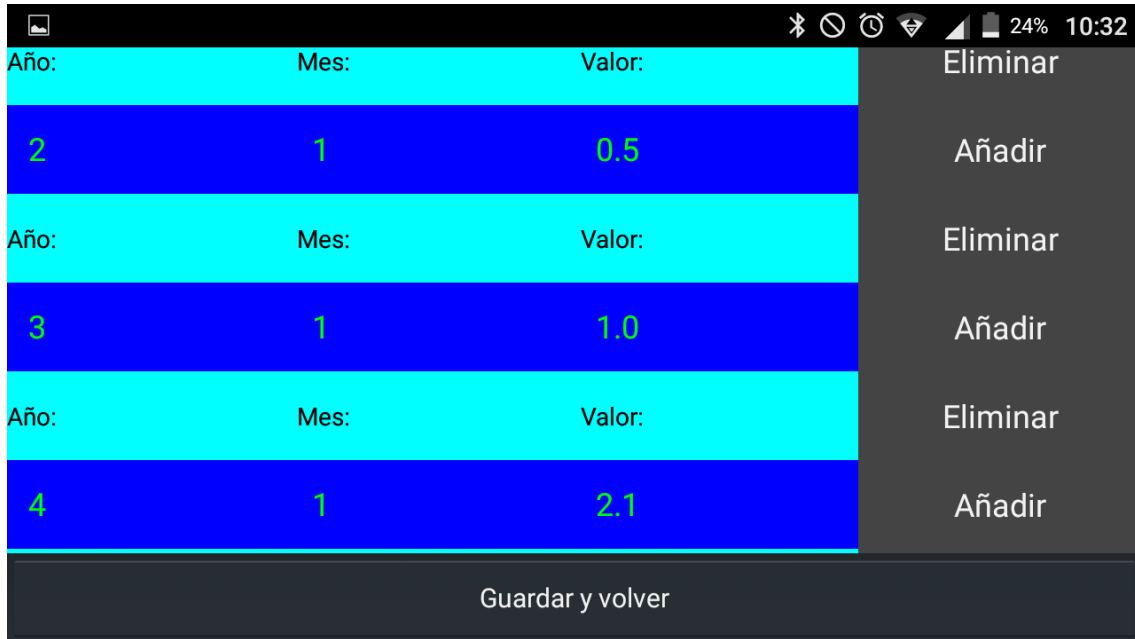 24% 10:32
Año: Mes: Valor: Eliminar
2 1 0.5 Añadir
Año: Mes: Valor: Eliminar
3 1 1.0 Añadir
Año: Mes: Valor: Eliminar
4 1 2.1 Añadir
Guardar y volver